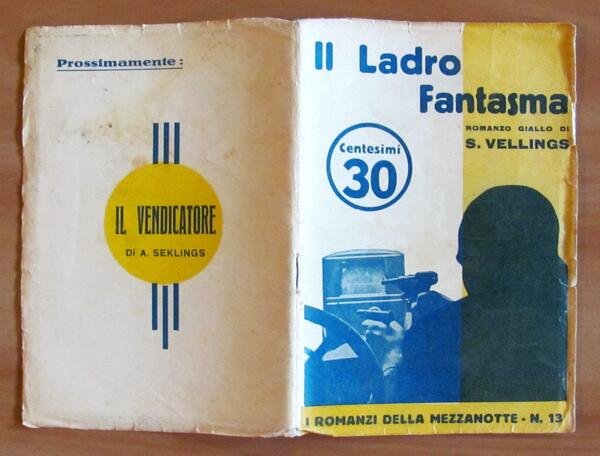 Prossimamente:
IL VENDICATORE
DI A. SEKLINGS
Il Ladro
Fantasma
ROMANZO GIALLO DI
S. VELLINGS
Centesimi
30
I ROMANZI DELLA MEZZANOTTE - N. 13